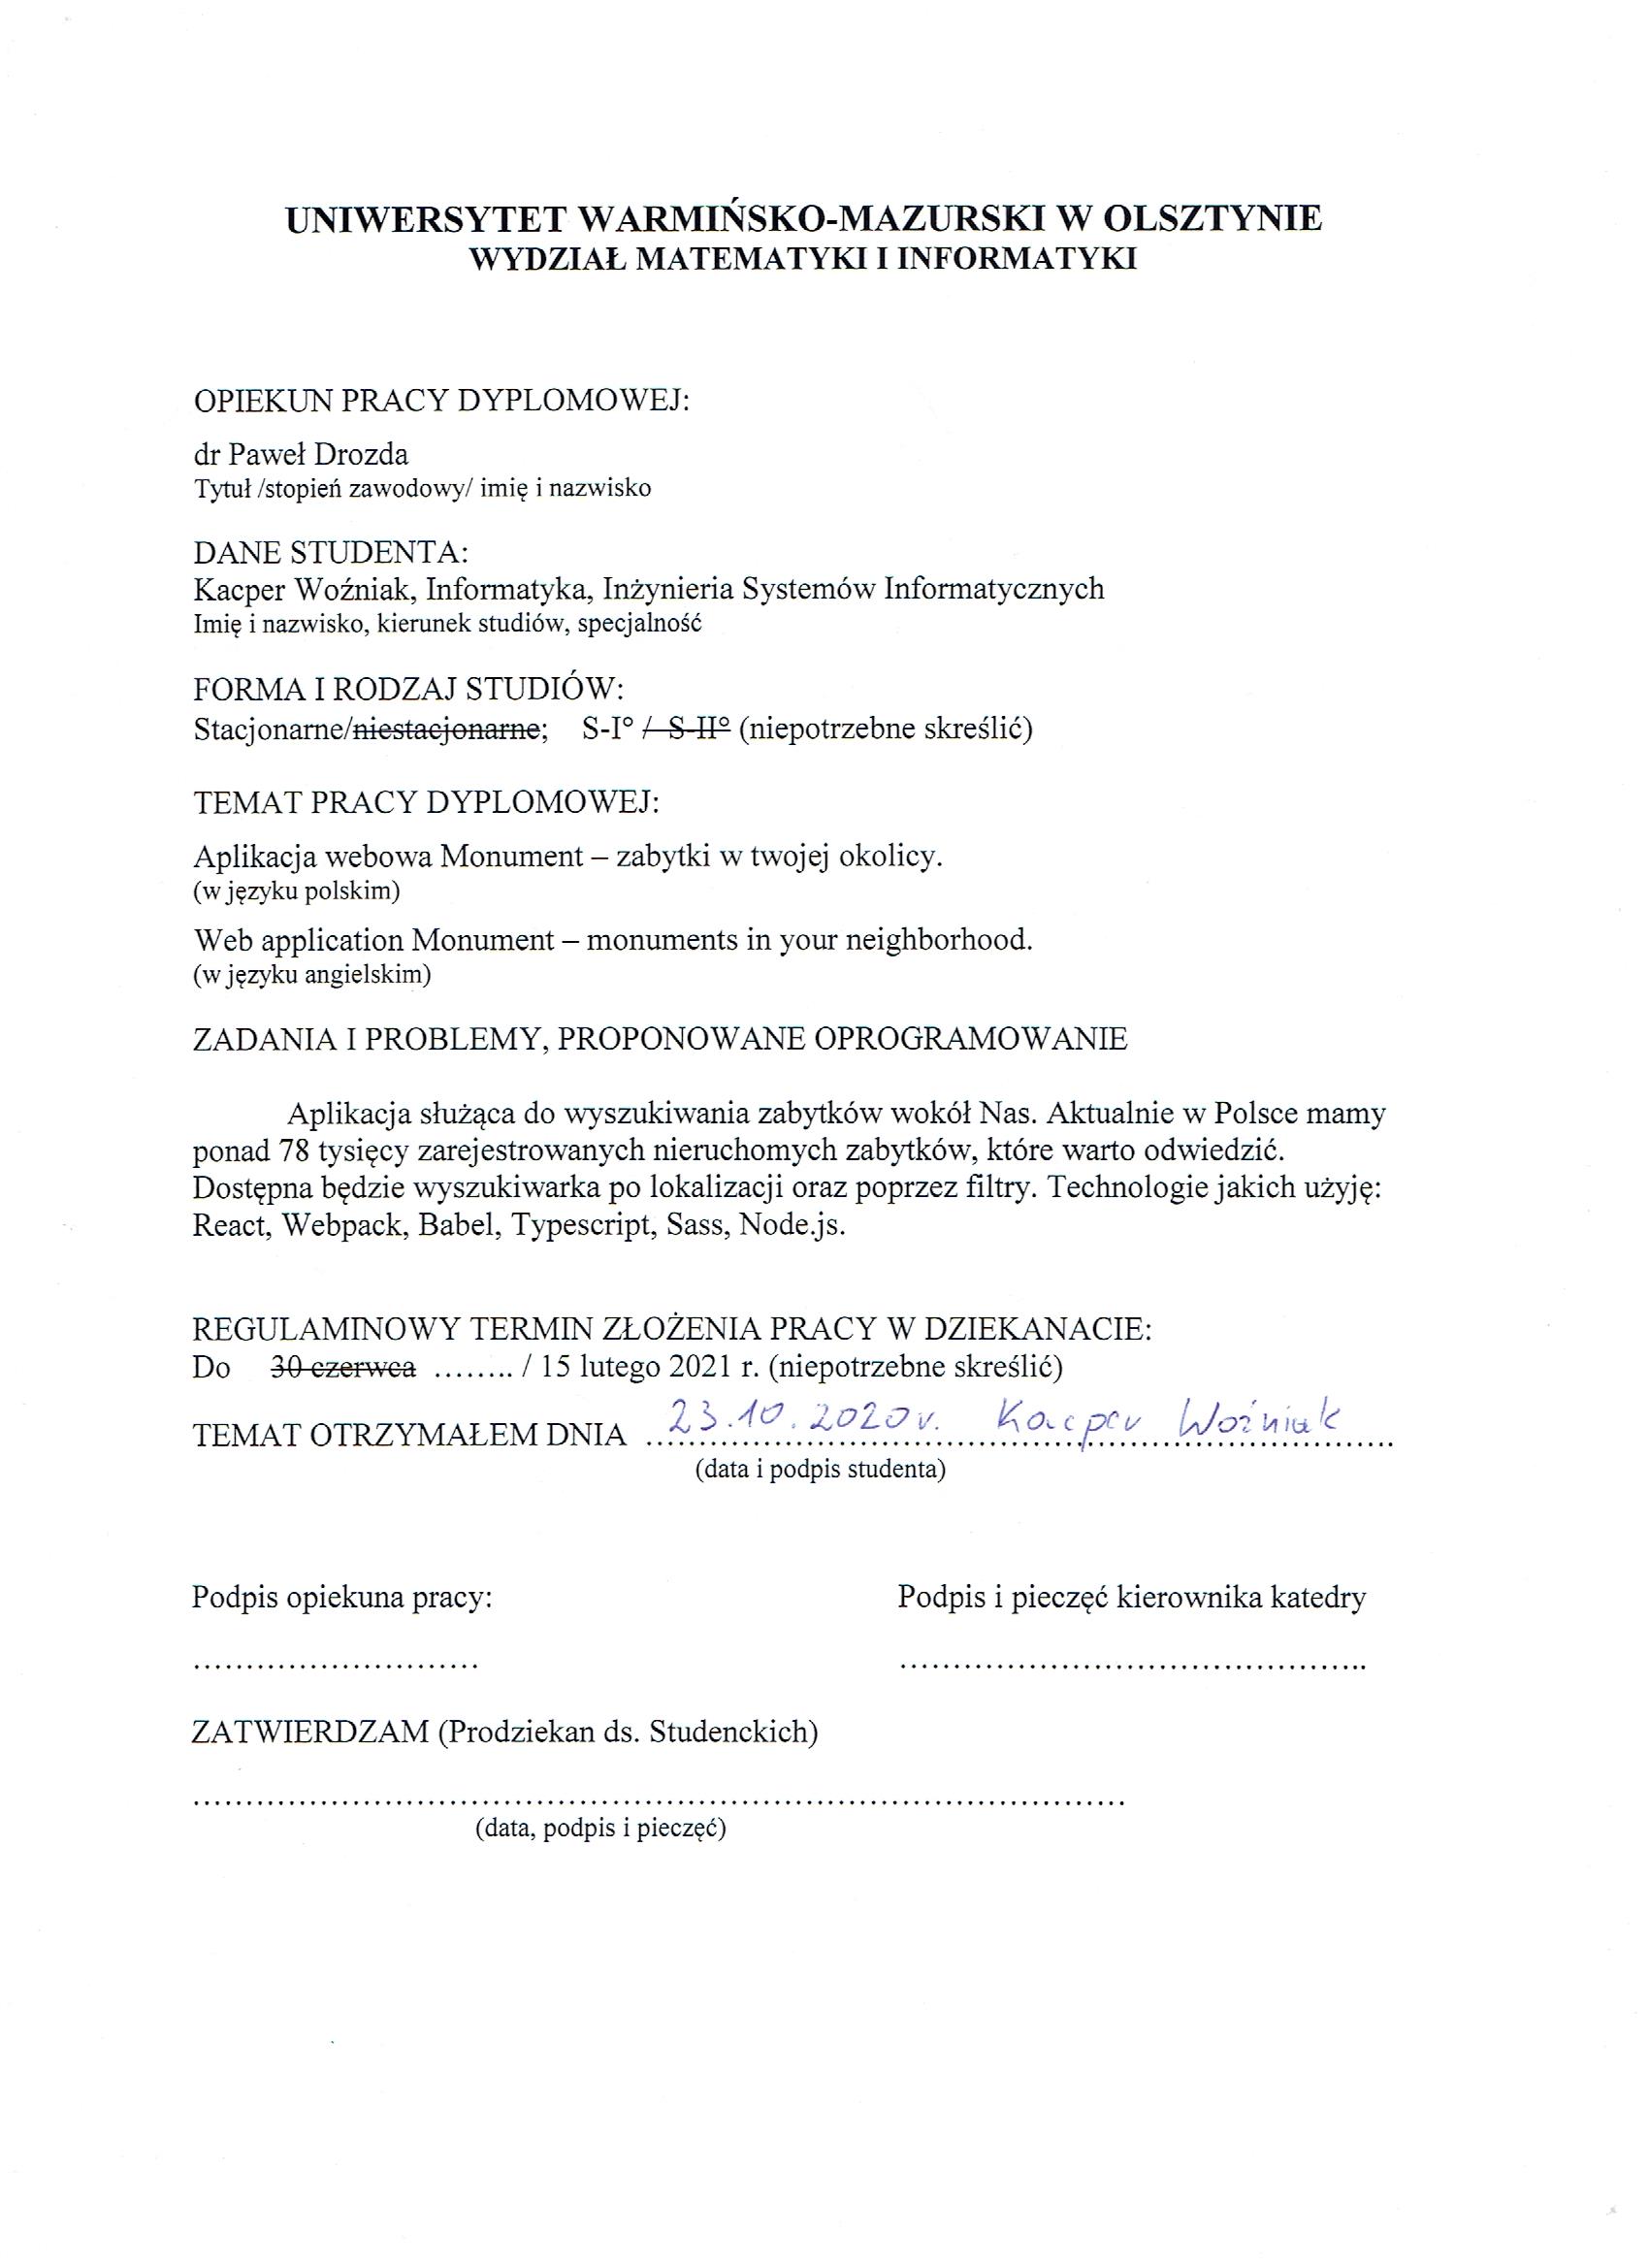 UNIWERSYTET WARMIŃSKO-MAZURSKI W OLSZTYNIE
WYDZIAŁ MATEMATYKI I INFORMATYKI
OPIEKUN PRACY DYPLOMOWEJ:
dr Paweł Drozda
Tytuł /stopień zawodowy/ imię i nazwisko
DANE STUDENTA:
Kacper Woźniak, Informatyka, Inżynieria Systemów Informatycznych
Imię i nazwisko, kierunek studiów, specjalność
FORMA I RODZAJ STUDIÓW:
Stacjonarne/niestacjonarne; S-I° / S-II° (niepotrzebne skreślić)
TEMAT PRACY DYPLOMOWEJ:
Aplikacja webowa Monument – zabytki w twojej okolicy.
(w języku polskim)
Web application Monument – monuments in your neighborhood.
(w języku angielskim)
ZADANIA I PROBLEMY, PROPONOWANE OPROGRAMOWANIE
Aplikacja służąca do wyszukiwania zabytków wokół Nas. Aktualnie w Polsce mamy
ponad 78 tysięcy zarejestrowanych nieruchomych zabytków, które warto odwiedzić.
Dostępna będzie wyszukiwarka po lokalizacji oraz poprzez filtry. Technologie jakich użyję:
React, Webpack, Babel, Typescript, Sass, Node.js.
REGULAMINOWY TERMIN ZŁOŻENIA PRACY W DZIEKANACIE:
Do 30 czerwca ........ / 15 lutego 2021 r. (niepotrzebne skreślić)
TEMAT OTRZYMAŁEM DNIA 23.10.2020r. Kacper Woźniak
(data i podpis studenta)
Podpis opiekuna pracy: Podpis i pieczęć kierownika katedry
ZATWIERDZAM (Prodziekan ds. Studenckich)
(data, podpis i pieczęć)